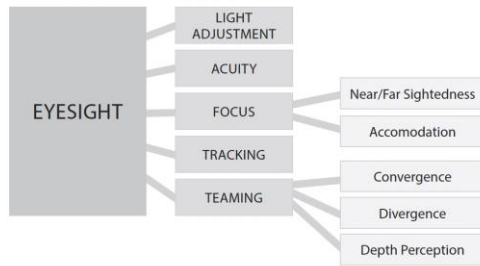 EYESIGHT
LIGHT
ADJUSTMENT
ACUITY
FOCUS
TRACKING
TEAMING
Near/Far Sightedness
Accomodation
Convergence
Divergence
Depth Perception